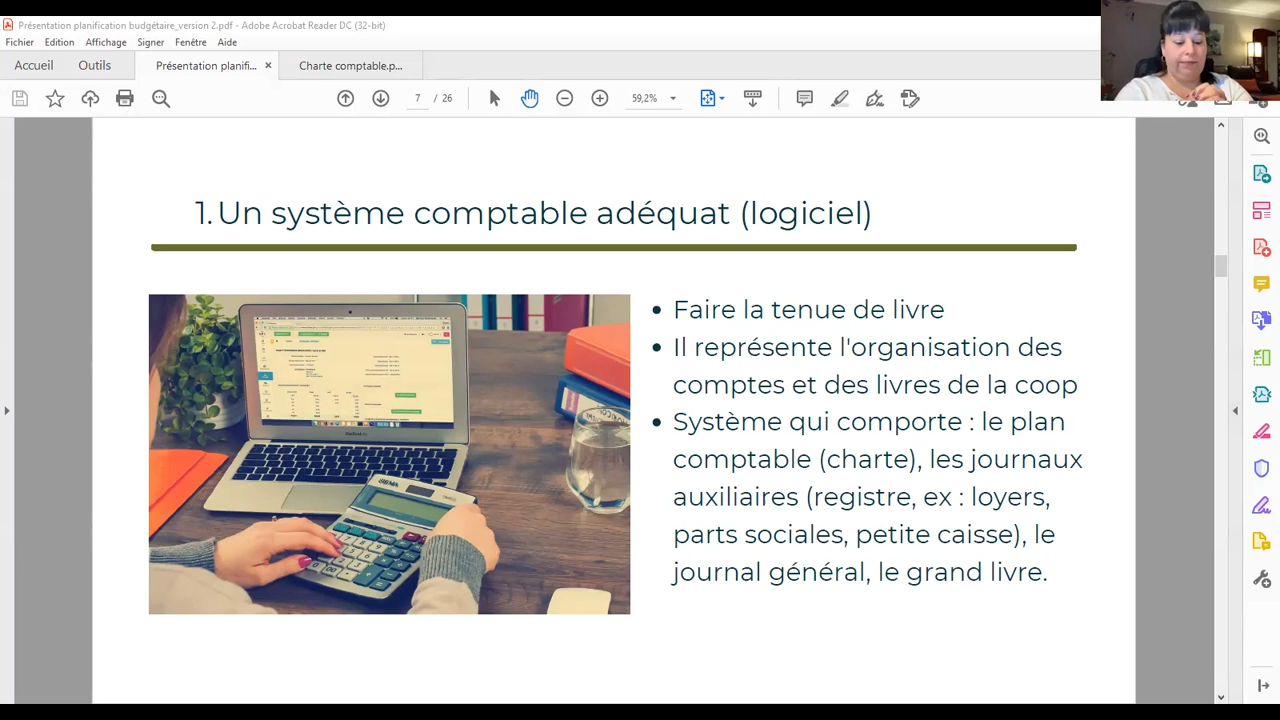 Présentation planification budgétaire_version 2.pdf - Adobe Acrobat Reader DC (32-bit)
Fichier Edition Affichage Signer Fenêtre Aide
Accueil Outils Présentation planifi... × Charte comptable.p...
7 / 26 59,2%
1. Un système comptable adéquat (logiciel)
• Faire la tenue de livre
• Il représente l'organisation des
comptes et des livres de la coop
• Système qui comporte : le plan
comptable (charte), les journaux
auxiliaires (registre, ex : loyers,
parts sociales, petite caisse), le
journal général, le grand livre.